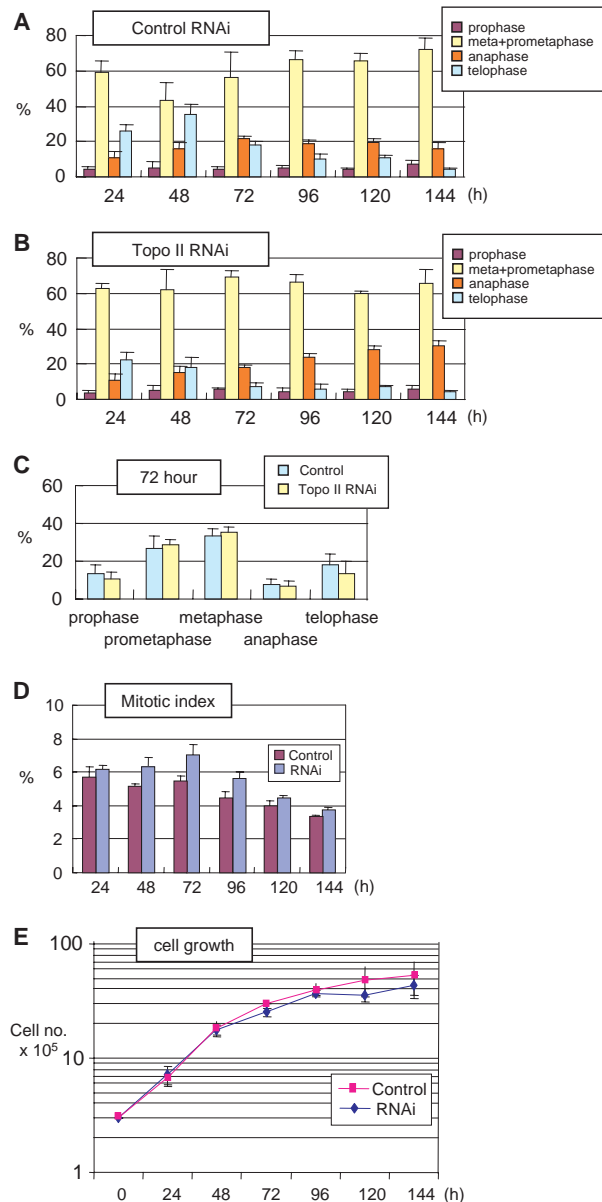 A
Control RNAi
prophase
meta+prometaphase
anaphase
telophase
80
60
%
40
20
0
24 48 72 96 120 144 (h)
B
Topo II RNAi
prophase
meta+prometaphase
anaphase
telophase
80
60
%
40
20
0
24 48 72 96 120 144 (h)
C
72 hour
Control
Topo II RNAi
60
%
40
20
0
prophase metaphase telophase
prometaphase anaphase
D
Mitotic index
Control
RNAi
10
8
%
6
4
2
0
24 48 72 96 120 144 (h)
E
cell growth
100
Cell no.
x 10⁵
10
Control
RNAi
1
0 24 48 72 96 120 144 (h)